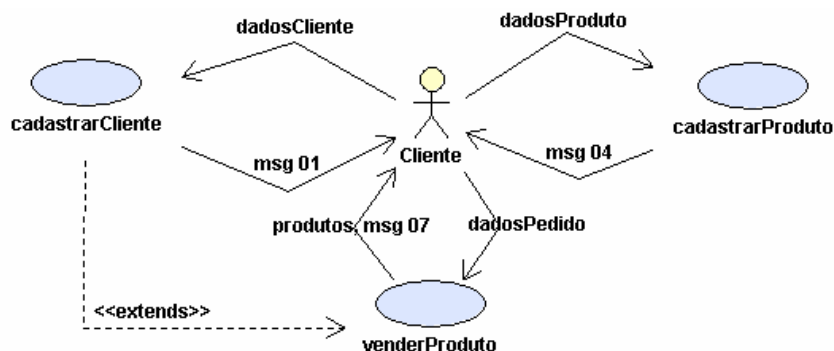 dadosCliente
dadosProduto
cadastrarCliente
cadastrarProduto
Cliente
msg 01
msg 04
produtos, msg 07
dadosPedido
<<extends>>
venderProduto